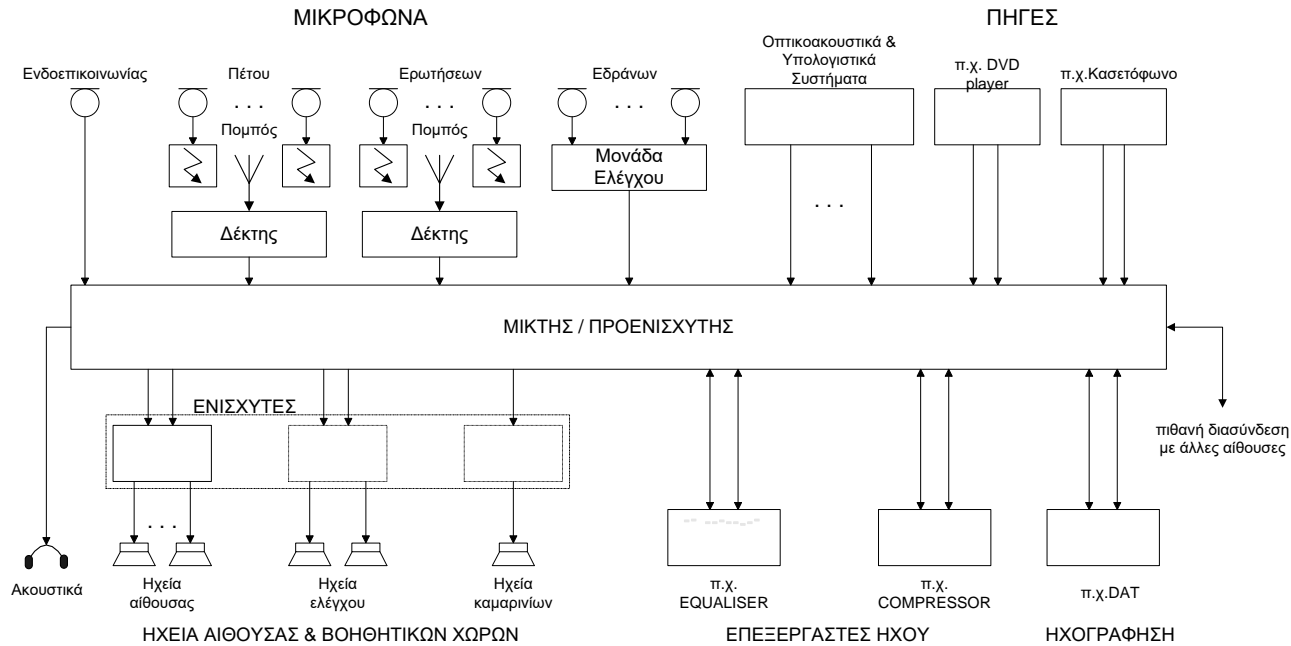 ΜΙΚΡΟΦΩΝΑ
ΠΗΓΕΣ
Ενδοεπικοινωνίας
Πέτου
Ερωτήσεων
Εδράνων
Οπτικοακουστικά &
Υπολογιστικά
Συστήματα
π.χ. DVD
player
π.χ.Κασετόφωνο
. . .
. . .
. . .
Πομπός
Πομπός
Μονάδα
Ελέγχου
. . .
Δέκτης
Δέκτης
ΜΙΚΤΗΣ / ΠΡΟΕΝΙΣΧΥΤΗΣ
ΕΝΙΣΧΥΤΕΣ
πιθανή διασύνδεση
με άλλες αίθουσες
. . .
Ακουστικά
Ηχεία
αίθουσας
Ηχεία
ελέγχου
Ηχεία
καμαρινίων
π.χ.
EQUALISER
π.χ.
COMPRESSOR
π.χ.DAT
ΗΧΕΙΑ ΑΙΘΟΥΣΑΣ & ΒΟΗΘΗΤΙΚΩΝ ΧΩΡΩΝ
ΕΠΕΞΕΡΓΑΣΤΕΣ ΗΧΟΥ
ΗΧΟΓΡΑΦΗΣΗ